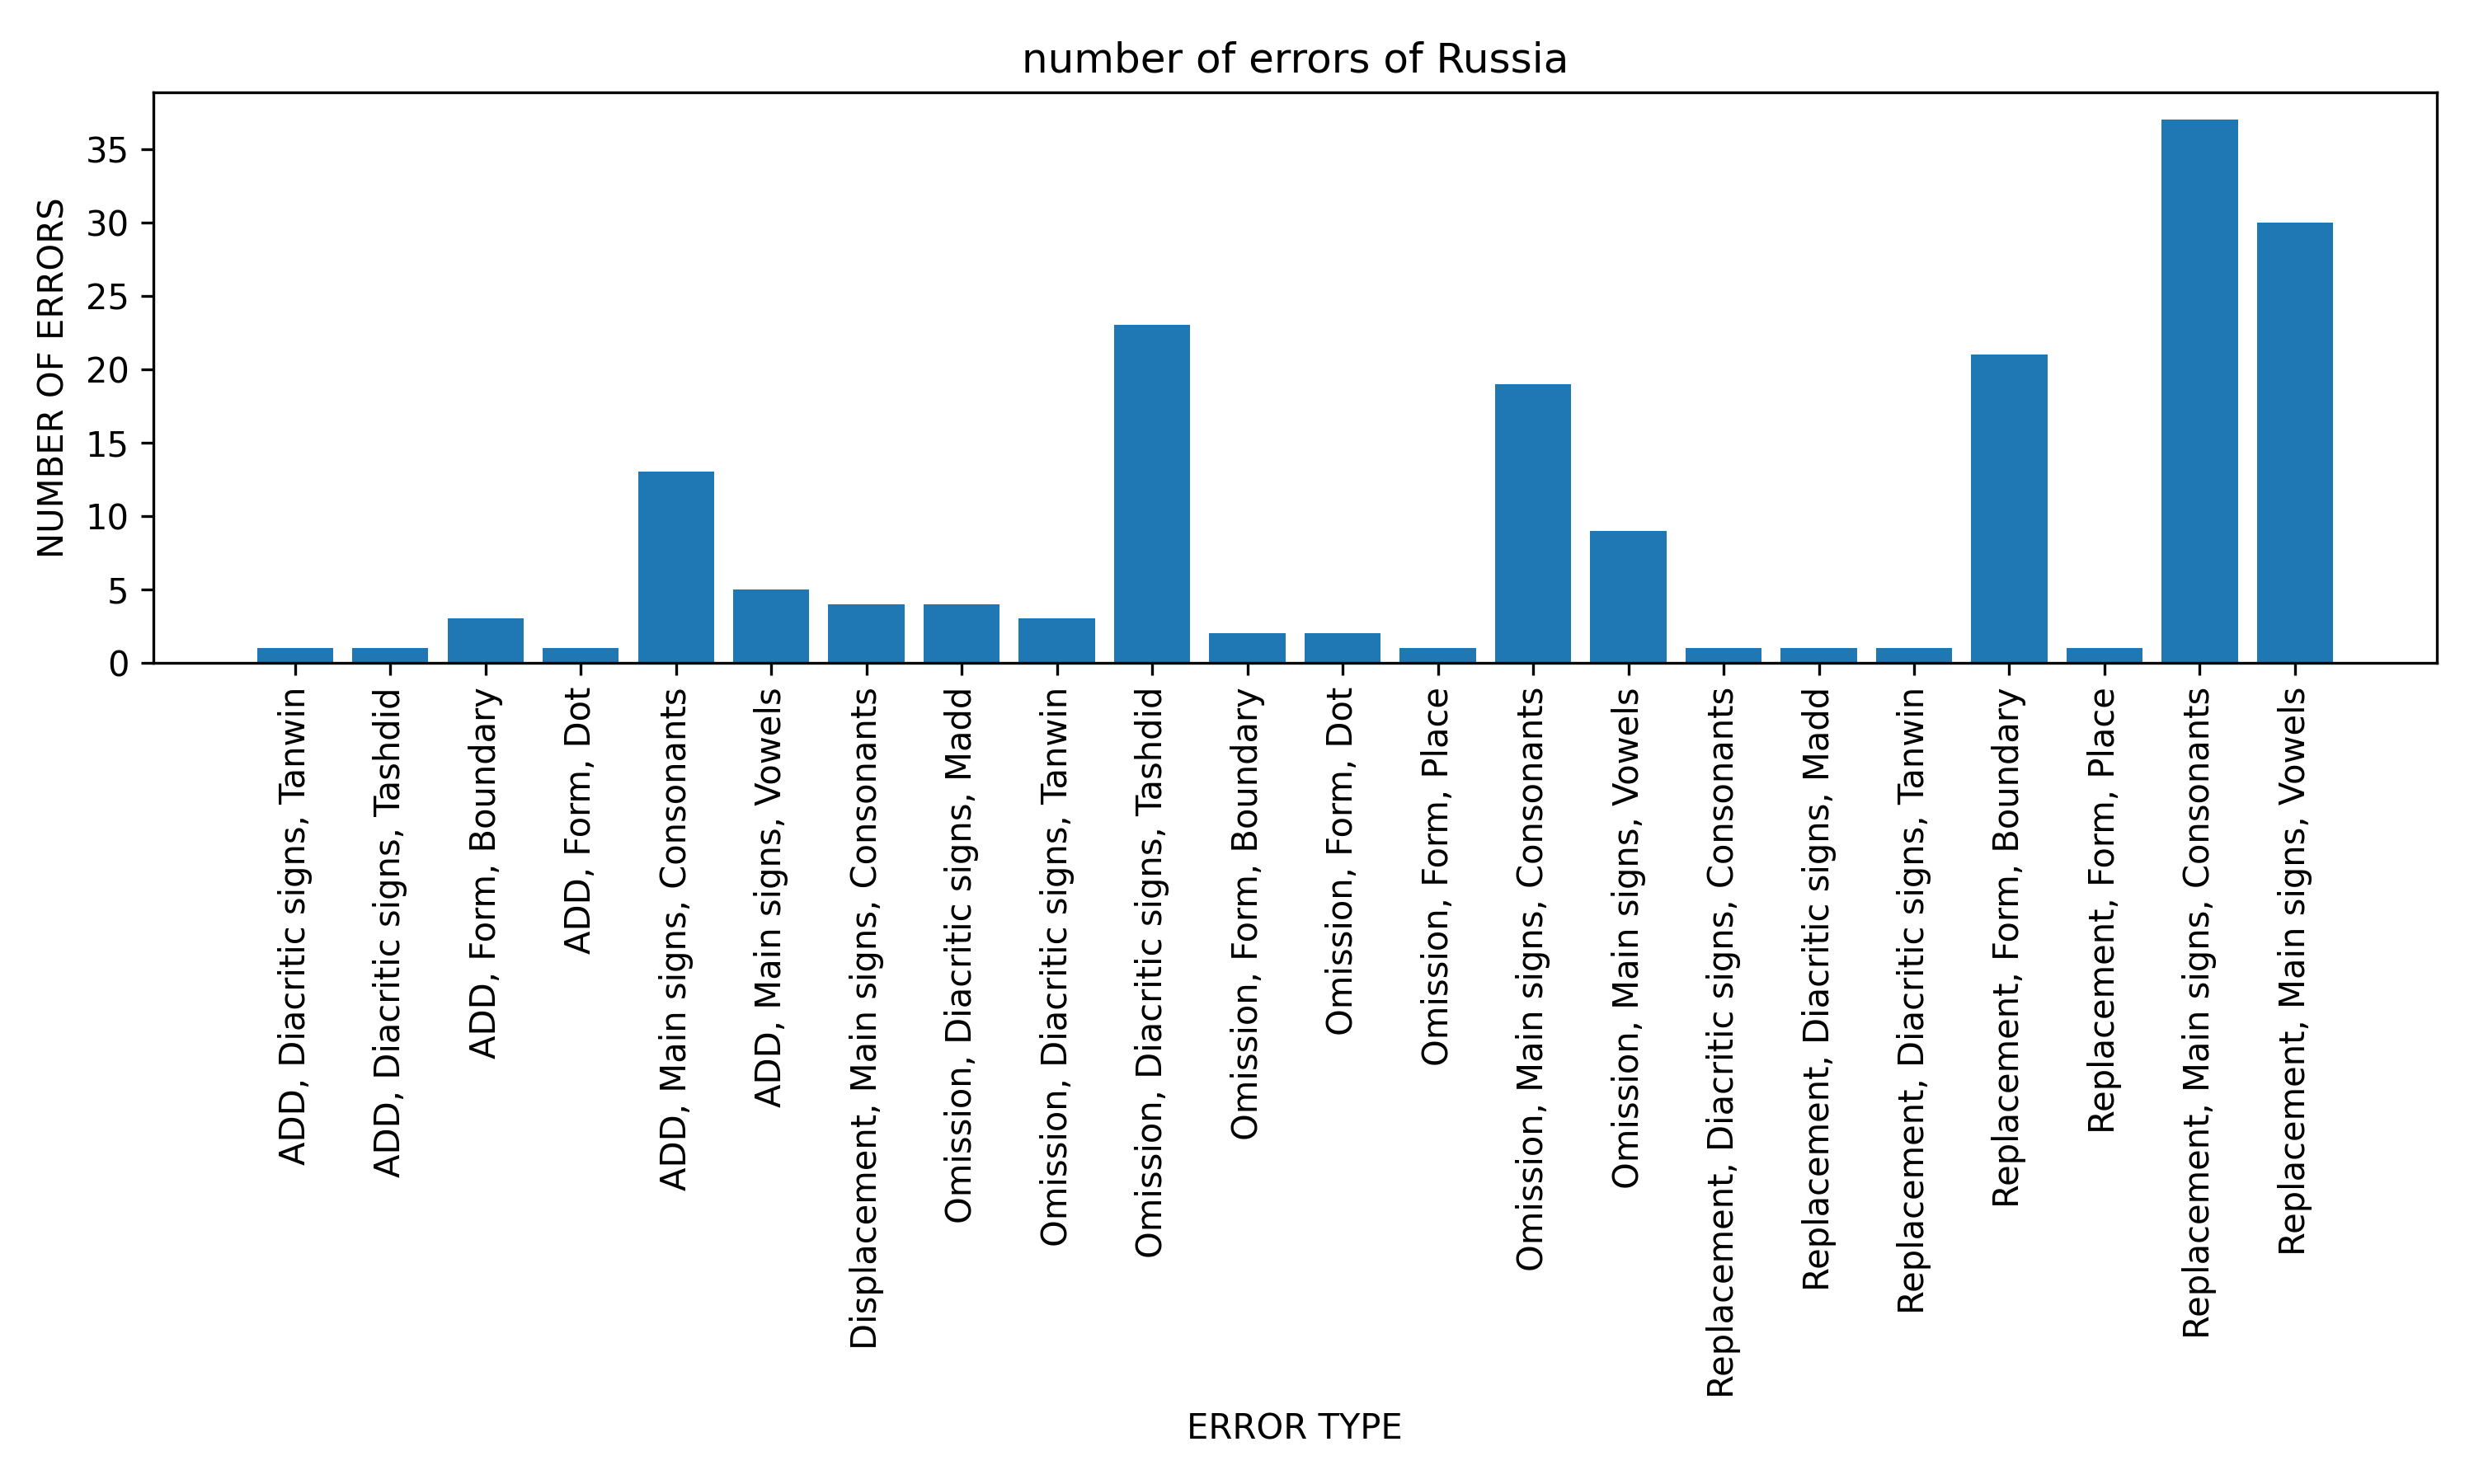 number of errors of Russia
NUMBER OF ERRORS
35
30
25
20
15
10
5
0
ADD, Diacritic signs, Tanwin
ADD, Diacritic signs, Tashdid
ADD, Form, Boundary
ADD, Form, Dot
ADD, Main signs, Consonants
ADD, Main signs, Vowels
Displacement, Main signs, Consonants
Omission, Diacritic signs, Madd
Omission, Diacritic signs, Tanwin
Omission, Diacritic signs, Tashdid
Omission, Form, Boundary
Omission, Form, Dot
Omission, Form, Place
Omission, Main signs, Consonants
Omission, Main signs, Vowels
Replacement, Diacritic signs, Consonants
Replacement, Diacritic signs, Madd
Replacement, Diacritic signs, Tanwin
Replacement, Form, Boundary
Replacement, Form, Place
Replacement, Main signs, Consonants
Replacement, Main signs, Vowels
ERROR TYPE